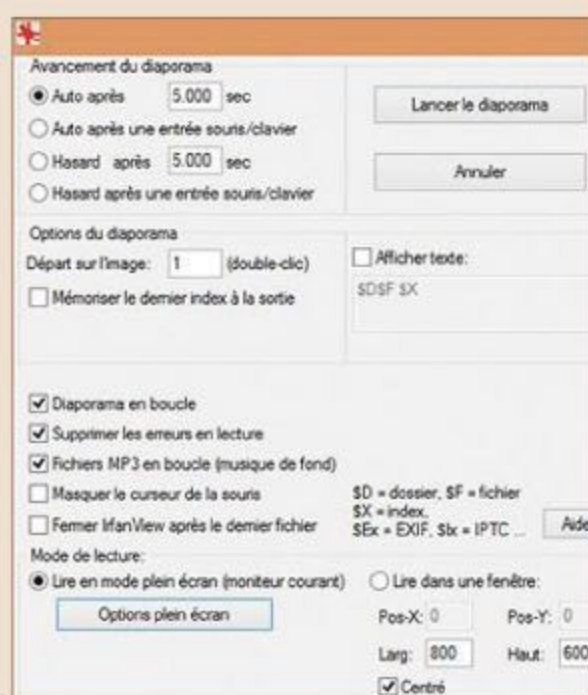 Avancement du diaporama
Auto après 5.000 sec
Auto après une entrée souris/clavier
Hasard après 5.000 sec
Hasard après une entrée souris/clavier
Lancer le diaporama
Annuler
Options du diaporama
Départ sur l'image: 1 (double-clic)
Mémoriser le dernier index à la sortie
Afficher texte:
$D$F $X
Diaporama en boucle
Supprimer les erreurs en lecture
Fichiers MP3 en boucle (musique de fond)
Masquer le curseur de la souris
Fermer IrfanView après le dernier fichier
$D = dossier, $F = fichier
$X = index,
$Ex = EXIF, $Ix = IPTC ...
Aide
Mode de lecture:
Lire en mode plein écran (moniteur courant)
Options plein écran
Lire dans une fenêtre:
Pos-X: 0 Pos-Y: 0
Larg: 800 Haut: 600
Centré